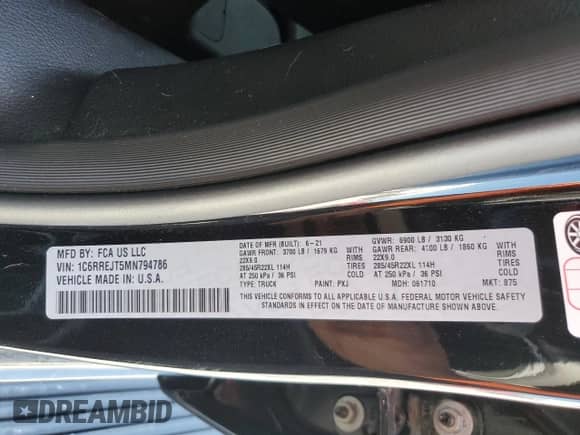 MFD BY: FCA US LLC
VIN: 1C6RREJT5MN794786
VEHICLE MADE IN: U.S.A.
DATE OF MFR (BUILT): 6-21
GAWR FRONT: 3700 LB / 1679 KG WITH
22X9.0 RIMS
285/45R22XL 114H TIRES
AT 250 kPa / 36 PSI COLD
TYPE: TRUCK PAINT: PXJ
GVWR: 6900 LB / 3130 KG
GAWR REAR: 4100 LB / 1860 KG WITH
22X9.0 RIMS
285/45R22XL 114H TIRES
AT 250 kPa / 36 PSI COLD
MDH: 061710 MKT: 875
CONFORMS TO ALL APPLICABLE U.S.A. FEDERAL MOTOR VEHICLE SAFETY
STANDARDS IN EFFECT ON THE DATE OF MANUFACTURE SHOWN ABOVE.
DREAMBID